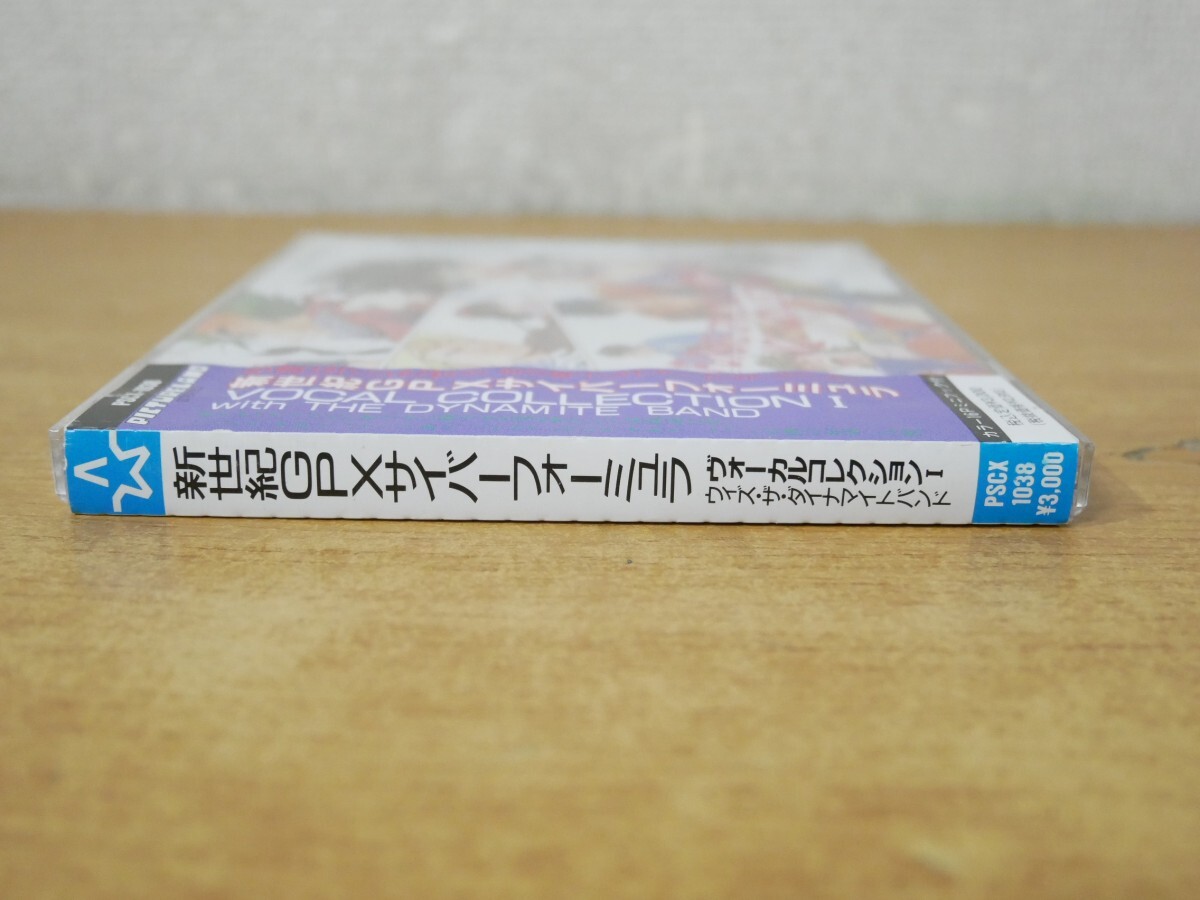 新世紀GPXサイバーフォーミュラ
VOCAL COLLECTION I
with THE DYNAMITE BAND
新世紀GPXサイバーフォーミュラ
ヴォーカルコレクションI
ウィズ・ザ・ダイナマイトバンド
PSCX
1038
¥3,000